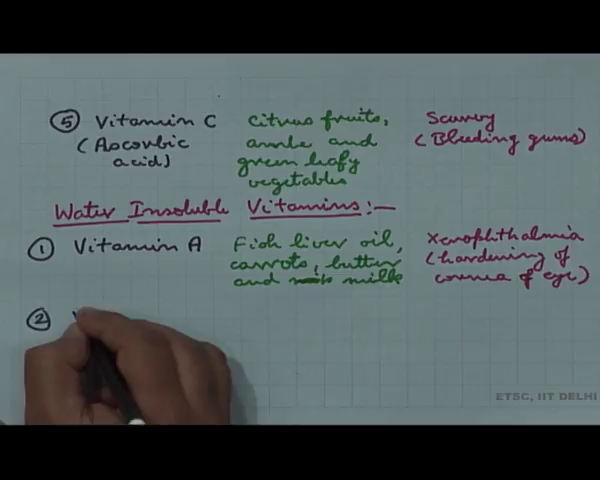 ⑤ Vitamin C citrus fruits, Scurvy
(Ascorbic amla and (Bleeding gums)
acid) green leafy
vegetables
Water Insoluble Vitamins :-
① Vitamin A Fish liver oil, Xerophthalmia
carrots, butter (hardening of
and milk cornea of eye)
②
ETSC, IIT DELHI